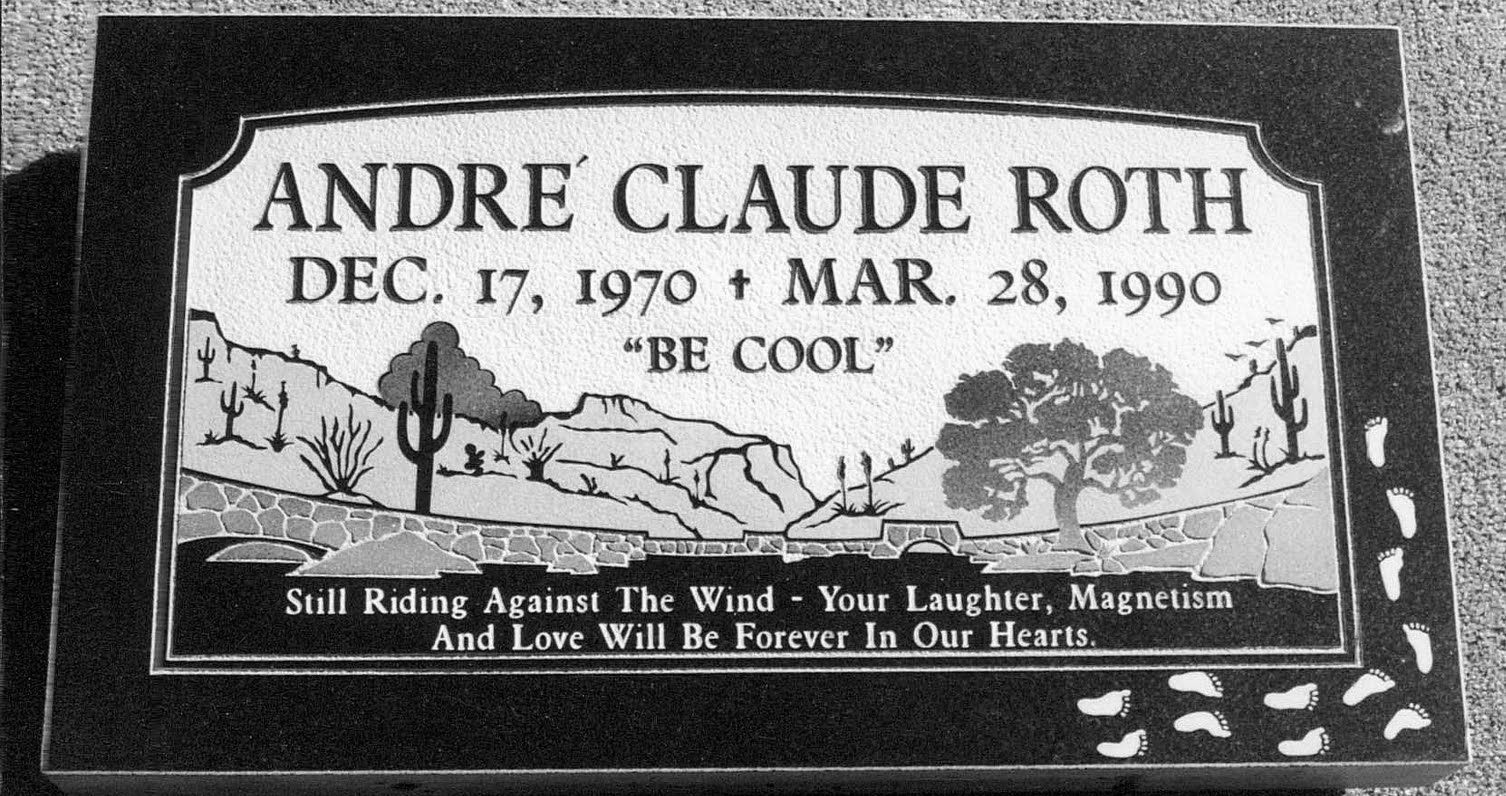 ANDRÉ CLAUDE ROTH
DEC. 17, 1970 ✝ MAR. 28, 1990
“BE COOL”
Still Riding Against The Wind - Your Laughter, Magnetism
And Love Will Be Forever In Our Hearts.